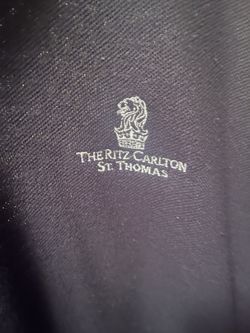 THE RITZ-CARLTON
ST. THOMAS